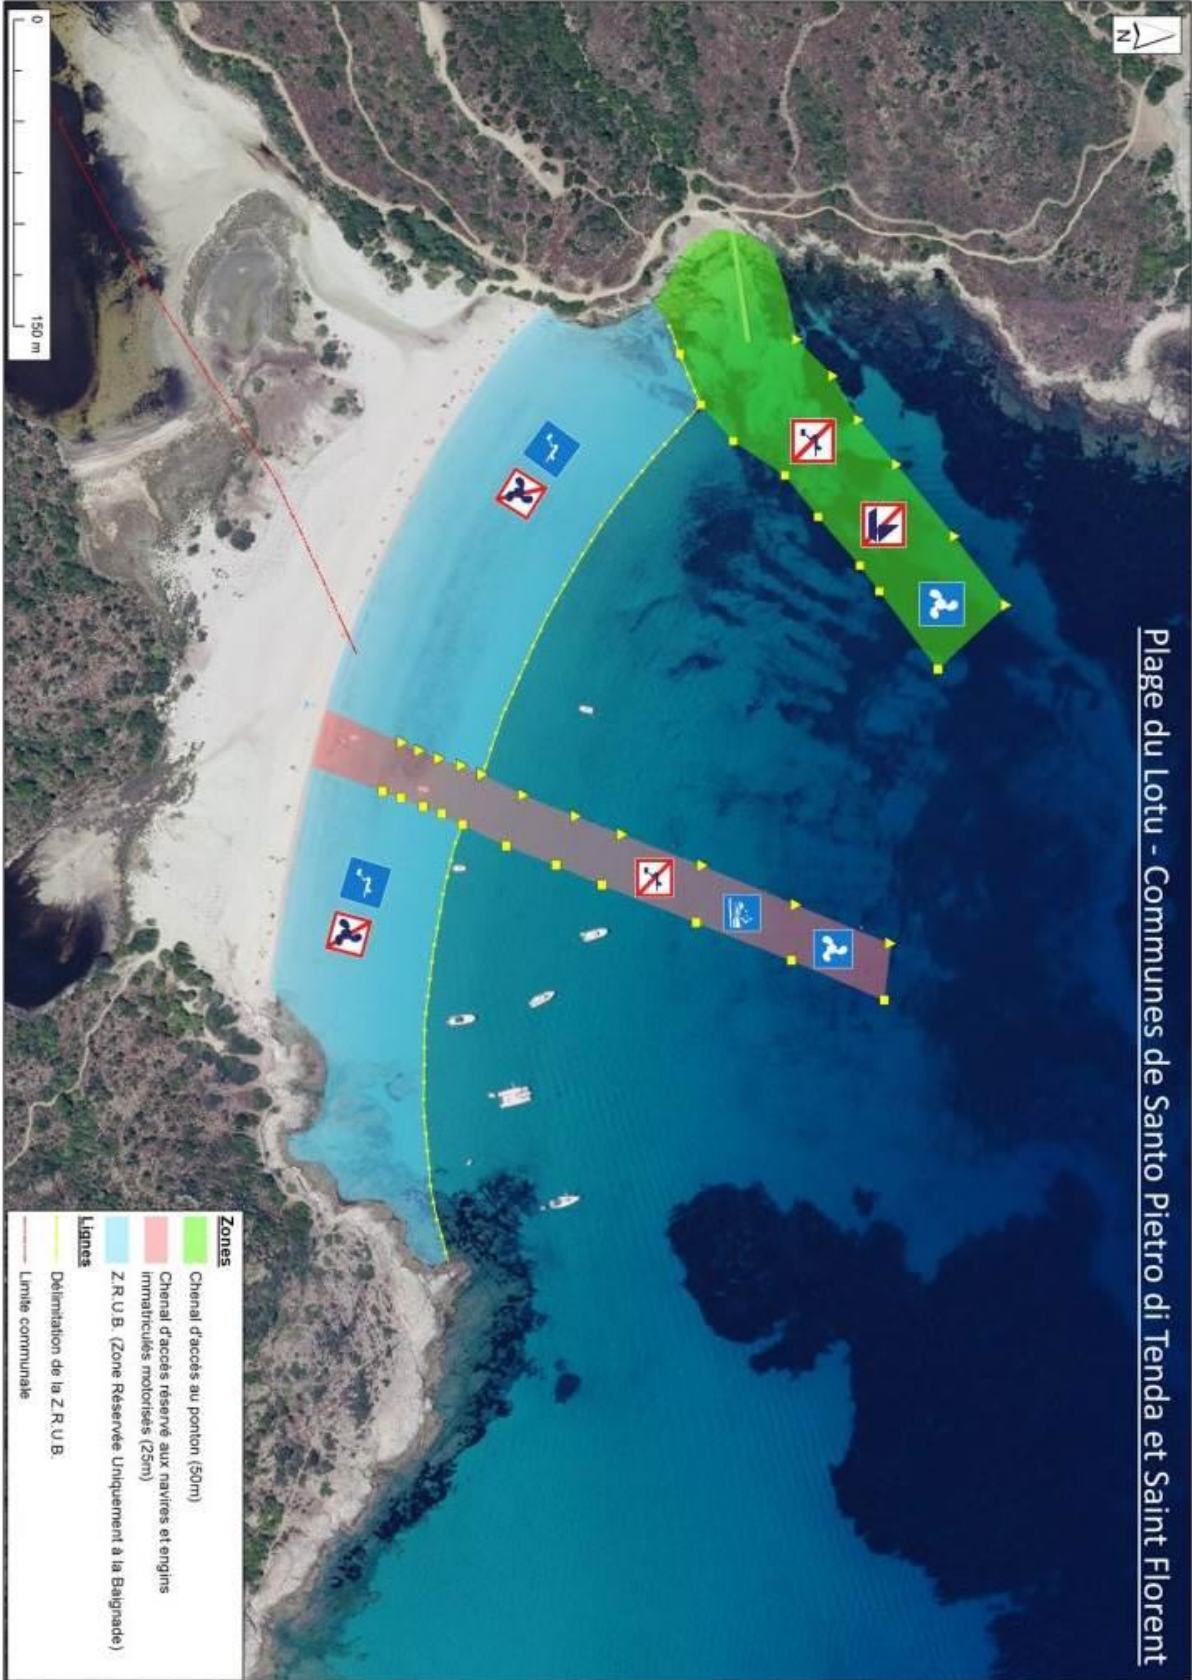 Plage du Lotu - Communes de Santo Pietro di Tenda et Saint Florent
N
Zones
Chenal d'accès au ponton (50m)
Chenal d'accès réservé aux navires et engins
immatriculés motorisés (25m)
Z.R.U.B. (Zone Réservée Uniquement à la Baignade)
Lignes
Délimitation de la Z.R.U.B.
Limite communale
0
150 m